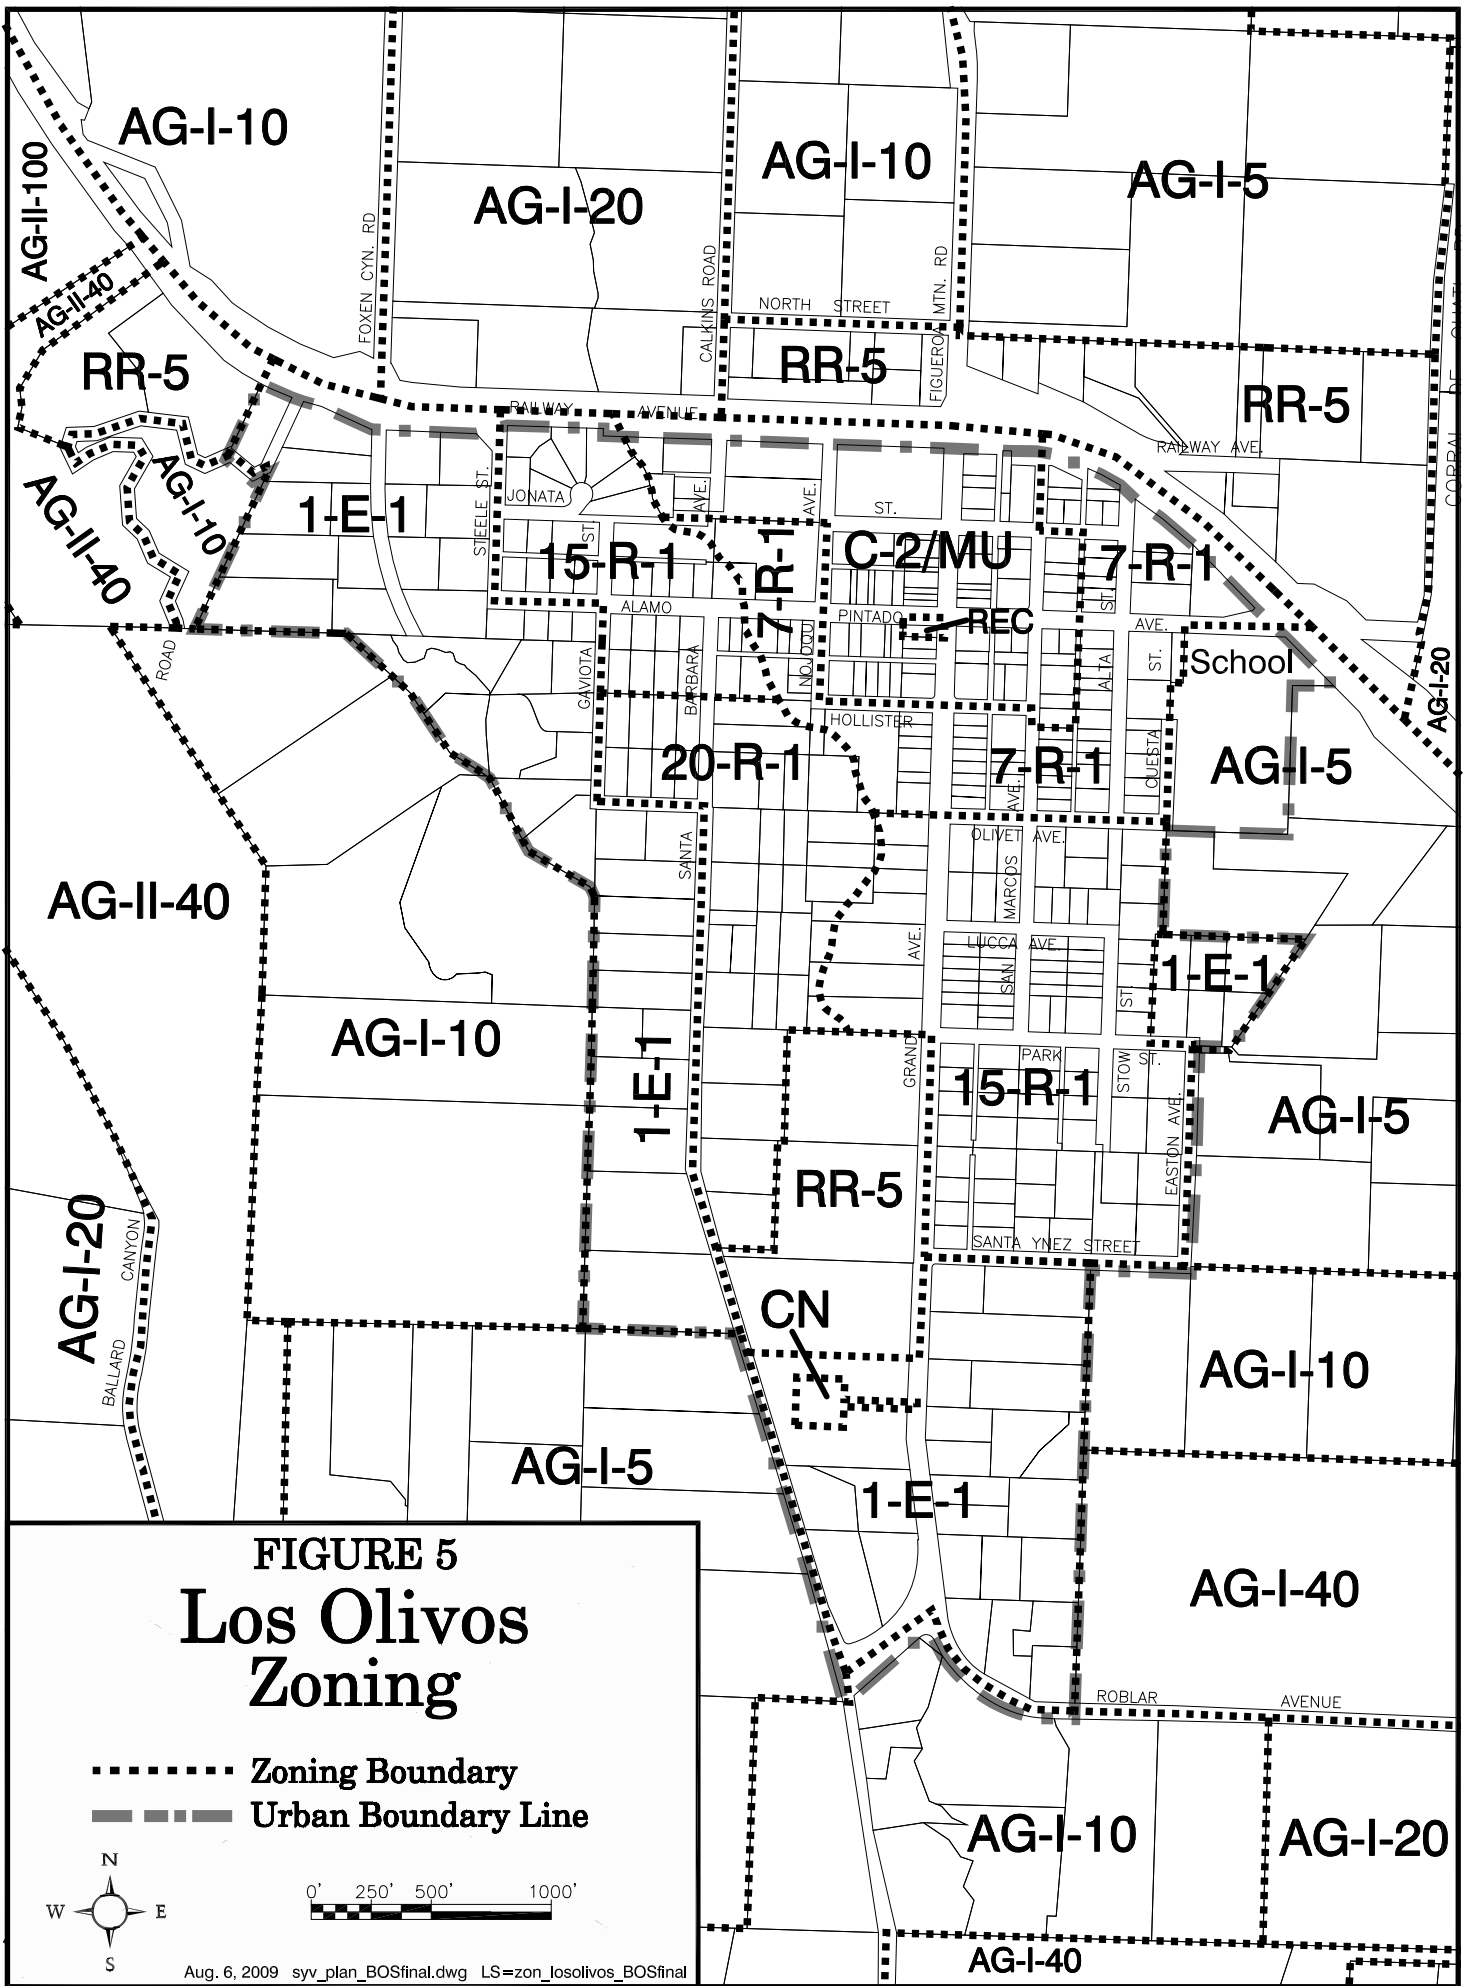 AG-I-10
AG-II-100
AG-I-20
AG-I-10
AG-I-5
FOXEN CYN. RD
CALKINS ROAD
FIGUEROA MTN. RD
NORTH STREET
AG-II-40
RR-5
RR-5
RR-5
RAILWAY AVENUE
RAILWAY AVE.
AG-I-10
AG-II-40
1-E-1
STEELE ST.
JONATA
ST.
AVE.
AVE.
ST.
15-R-1
7-R-1
C-2/MU
7-R-1
ST.
ALAMO
PINTADO
REC
AVE.
ROAD
GAVIOTA
BARBARA
NOJOQUI
ALTA
ST.
School
AG-I-20
HOLLISTER
20-R-1
7-R-1
AVE.
CUESTA
AG-I-5
OLIVET AVE.
SANTA
MARCOS
AG-II-40
AVE.
LUCCA AVE.
SAN
1-E-1
ST.
AG-I-10
1-E-1
GRAND
PARK
STOW
ST.
15-R-1
EASTON AVE.
AG-I-5
RR-5
AG-I-20
CANYON
BALLARD
SANTA YNEZ STREET
CN
AG-I-10
AG-I-5
1-E-1
AG-I-40
ROBLAR AVENUE
AG-I-10
AG-I-20
AG-I-40
FIGURE 5
Los Olivos
Zoning
Zoning Boundary
Urban Boundary Line
N
W E
S
0' 250' 500' 1000'
Aug. 6, 2009 syv_plan_BOSfinal.dwg LS=zon_losolivos_BOSfinal